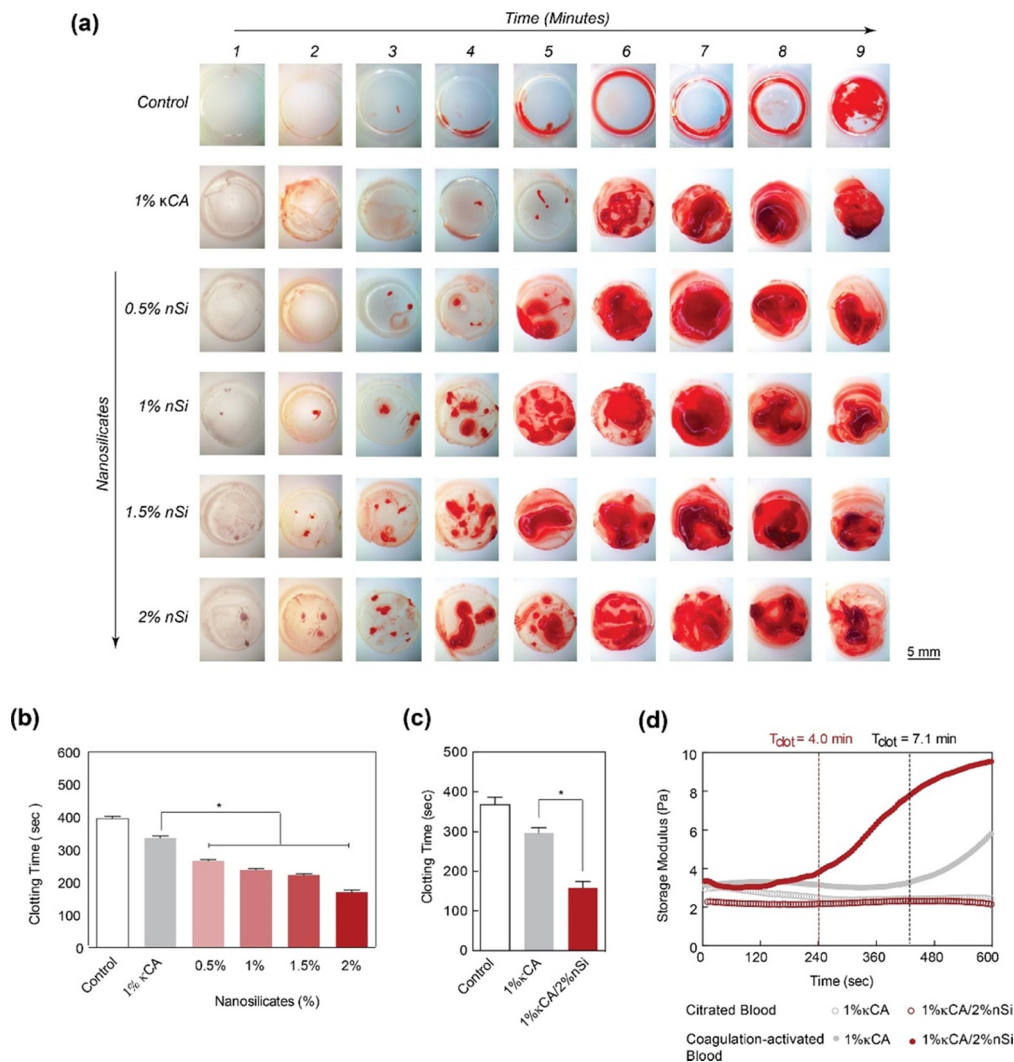 (a)
Time (Minutes)
1 2 3 4 5 6 7 8 9
Control
1% κCA
0.5% nSi
1% nSi
1.5% nSi
2% nSi
Nanosilicates
5 mm
(b)
600
500
400
300
200
100
0
Clotting Time ( sec )
*
Control
1% κCA
0.5% 1% 1.5% 2%
Nanosilicates (%)
(c)
500
400
300
200
100
0
Clotting Time (sec)
*
Control
1%κCA
1%κCA/2%nSi
(d)
Tclot = 4.0 min Tclot = 7.1 min
10
8
6
4
2
0
Storage Modulus (Pa)
0 120 240 360 480 600
Time (sec)
Citrated Blood 1%κCA 1%κCA/2%nSi
Coagulation-activated 1%κCA 1%κCA/2%nSi
Blood